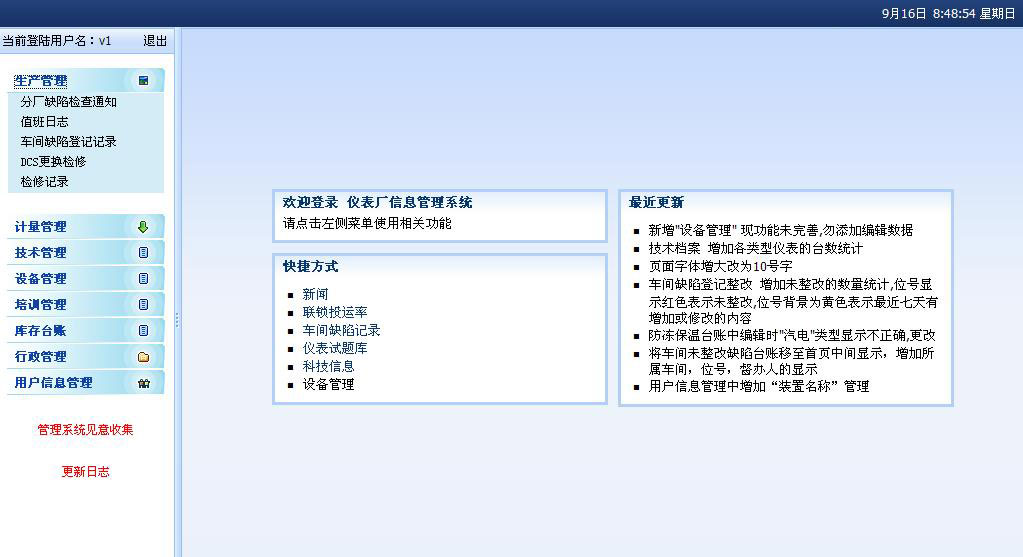 9月16日 8:48:54 星期日
当前登陆用户名：v1 退出
生产管理
分厂缺陷检查通知
值班日志
车间缺陷登记记录
DCS更换检修
检修记录
计量管理
技术管理
设备管理
培训管理
库存台账
行政管理
用户信息管理
管理系统见意收集
更新日志
欢迎登录 仪表厂信息管理系统
请点击左侧菜单使用相关功能
快捷方式
新闻
联锁投运率
车间缺陷记录
仪表试题库
科技信息
设备管理
最近更新
新增"设备管理" 现功能未完善,勿添加编辑数据
技术档案 增加各类型仪表的台数统计
页面字体增大改为10号字
车间缺陷登记整改 增加未整改的数量统计,位号显
示红色表示未整改,位号背景为黄色表示最近七天有
增加或修改的内容
防冻保温台账中编辑时"汽电"类型显示不正确,更改
将车间未整改缺陷台账移至首页中间显示，增加所
属车间，位号，督办人的显示
用户信息管理中增加“装置名称”管理